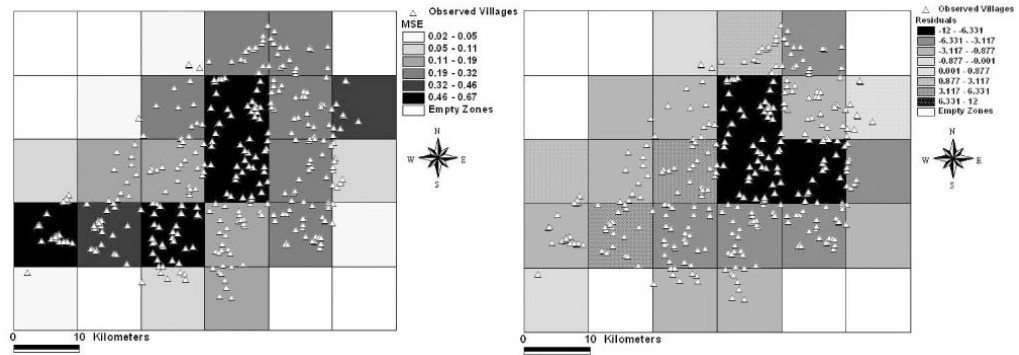 Observed Villages
MSE
0.02 - 0.05
0.05 - 0.11
0.11 - 0.19
0.19 - 0.32
0.32 - 0.46
0.46 - 0.67
Empty Zones
N
W E
S
0 10 Kilometers
Observed Villages
Residuals
-12 - -6.331
-6.331 - -3.117
-3.117 - -0.877
-0.877 - -0.001
0.001 - 0.877
0.877 - 3.117
3.117 - 6.331
6.331 - 12
Empty Zones
N
W E
S
0 10 Kilometers